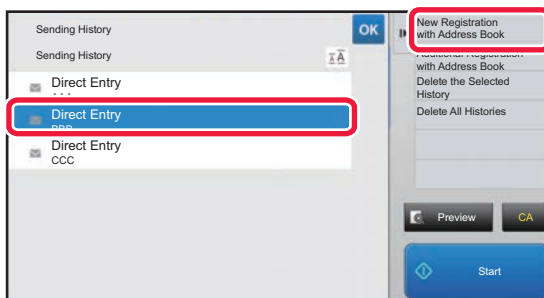 Sending History
OK
Sending History
Direct Entry
Direct Entry
Direct Entry
CCC
New Registration
with Address Book
Additional Registration
with Address Book
Delete the Selected
History
Delete All Histories
Preview
CA
Start